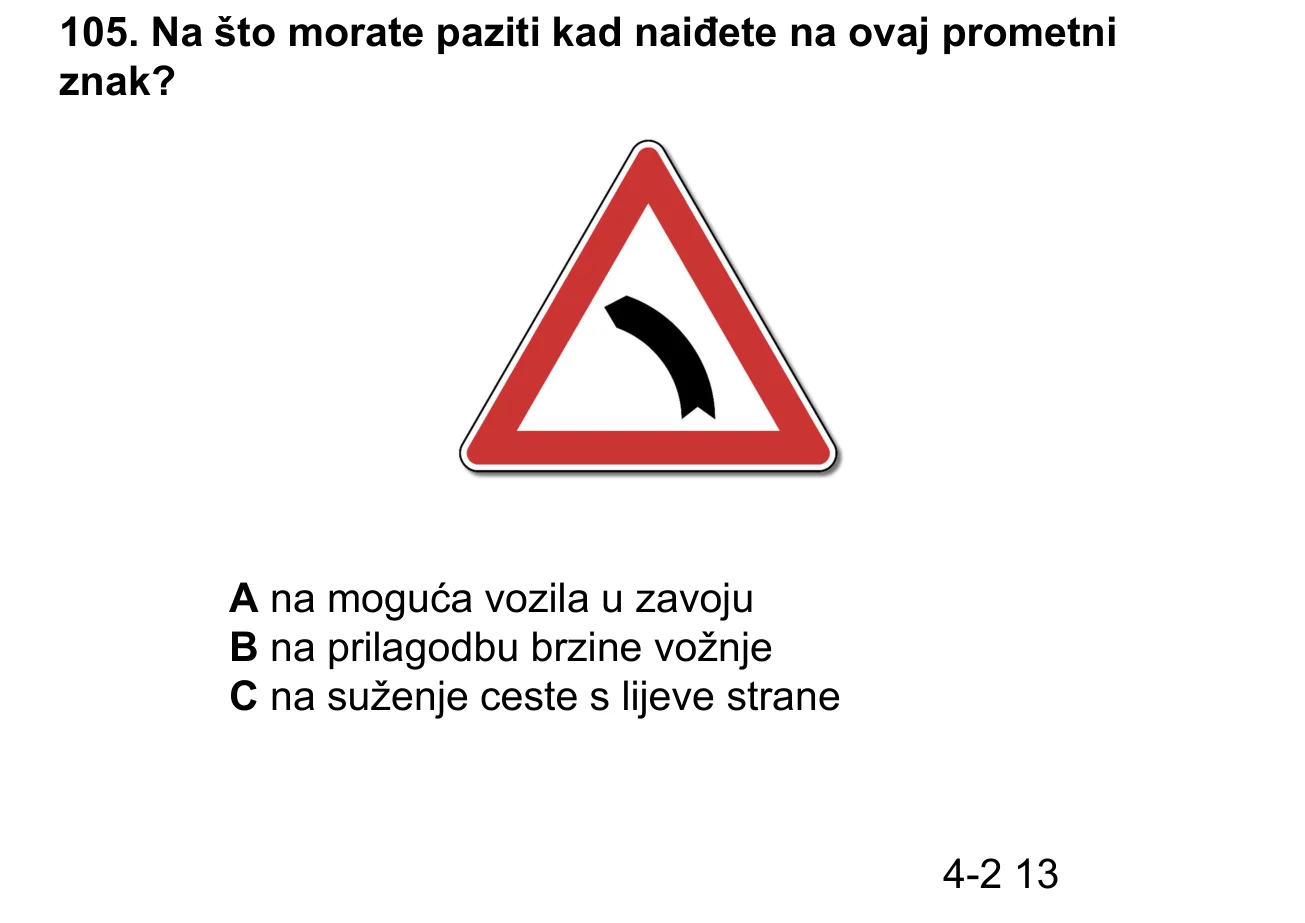 105. Na što morate paziti kad naiđete na ovaj prometni
znak?
A na moguća vozila u zavoju
B na prilagodbu brzine vožnje
C na suženje ceste s lijeve strane
4-2 13